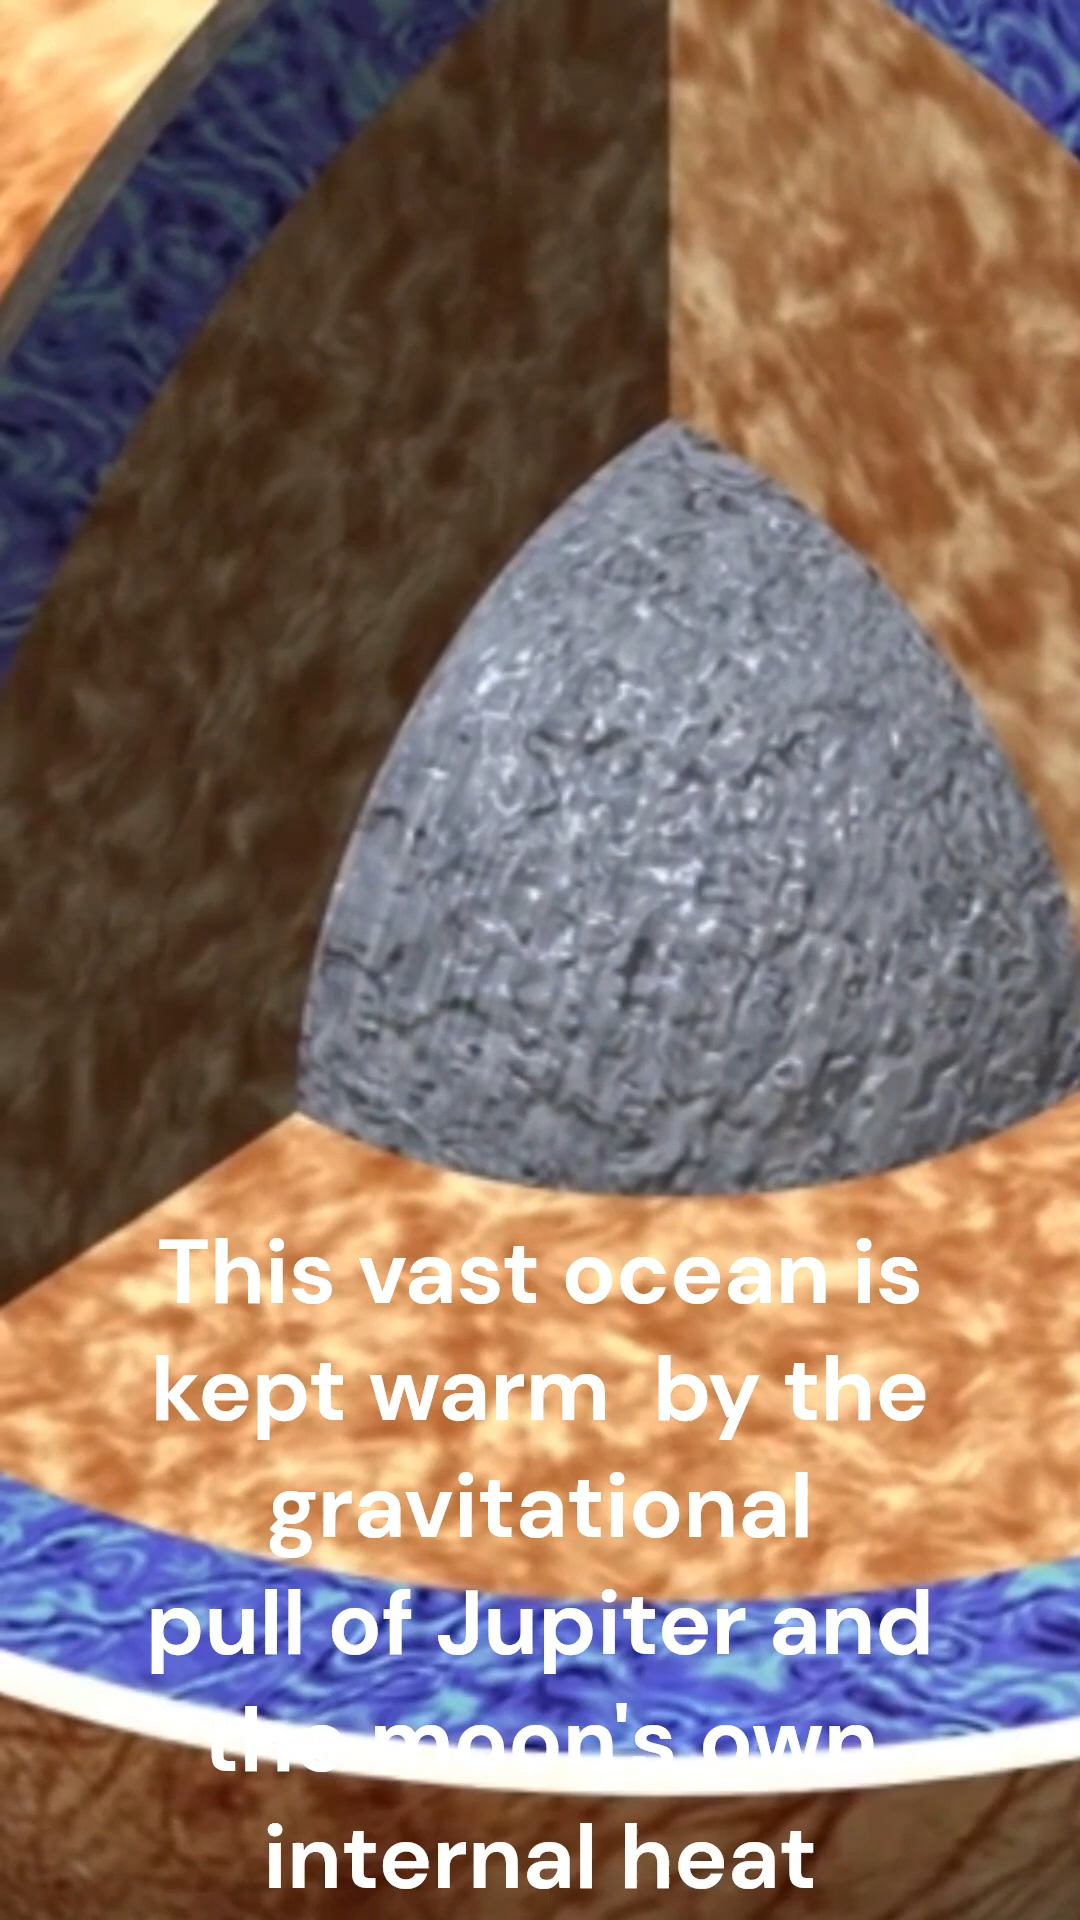 This vast ocean is
kept warm  by the
gravitational
pull of Jupiter and
the moon's own
internal heat